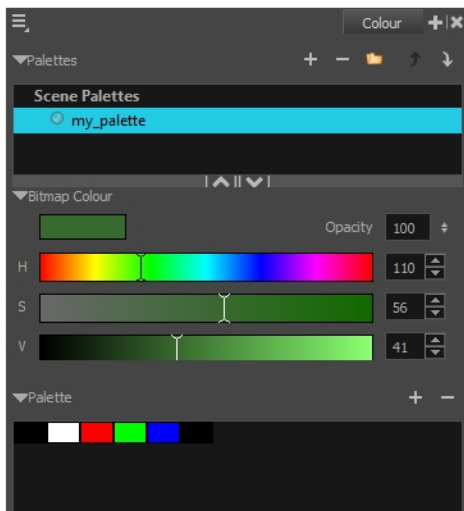 Colour
Palettes
Scene Palettes
my_palette
Bitmap Colour
Opacity 100
H 110
S 56
V 41
Palette